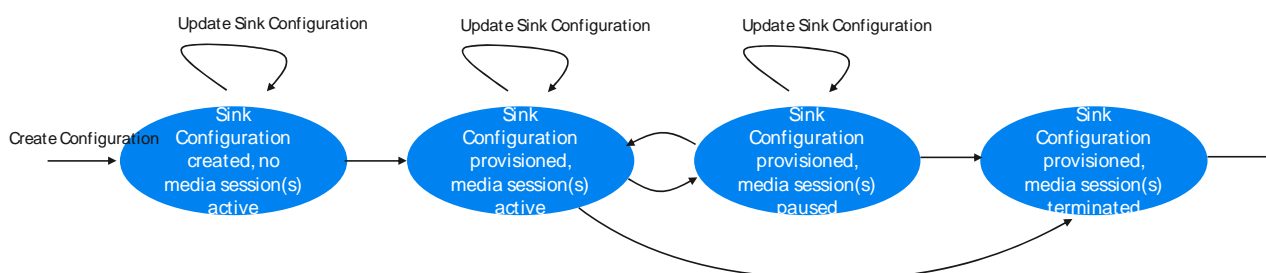 Update Sink Configuration
Update Sink Configuration
Update Sink Configuration
Create Configuration
Sink
Configuration
created, no
media session(s)
active
Sink
Configuration
provisioned,
media session(s)
active
Sink
Configuration
provisioned,
media session(s)
paused
Sink
Configuration
provisioned,
media session(s)
terminated